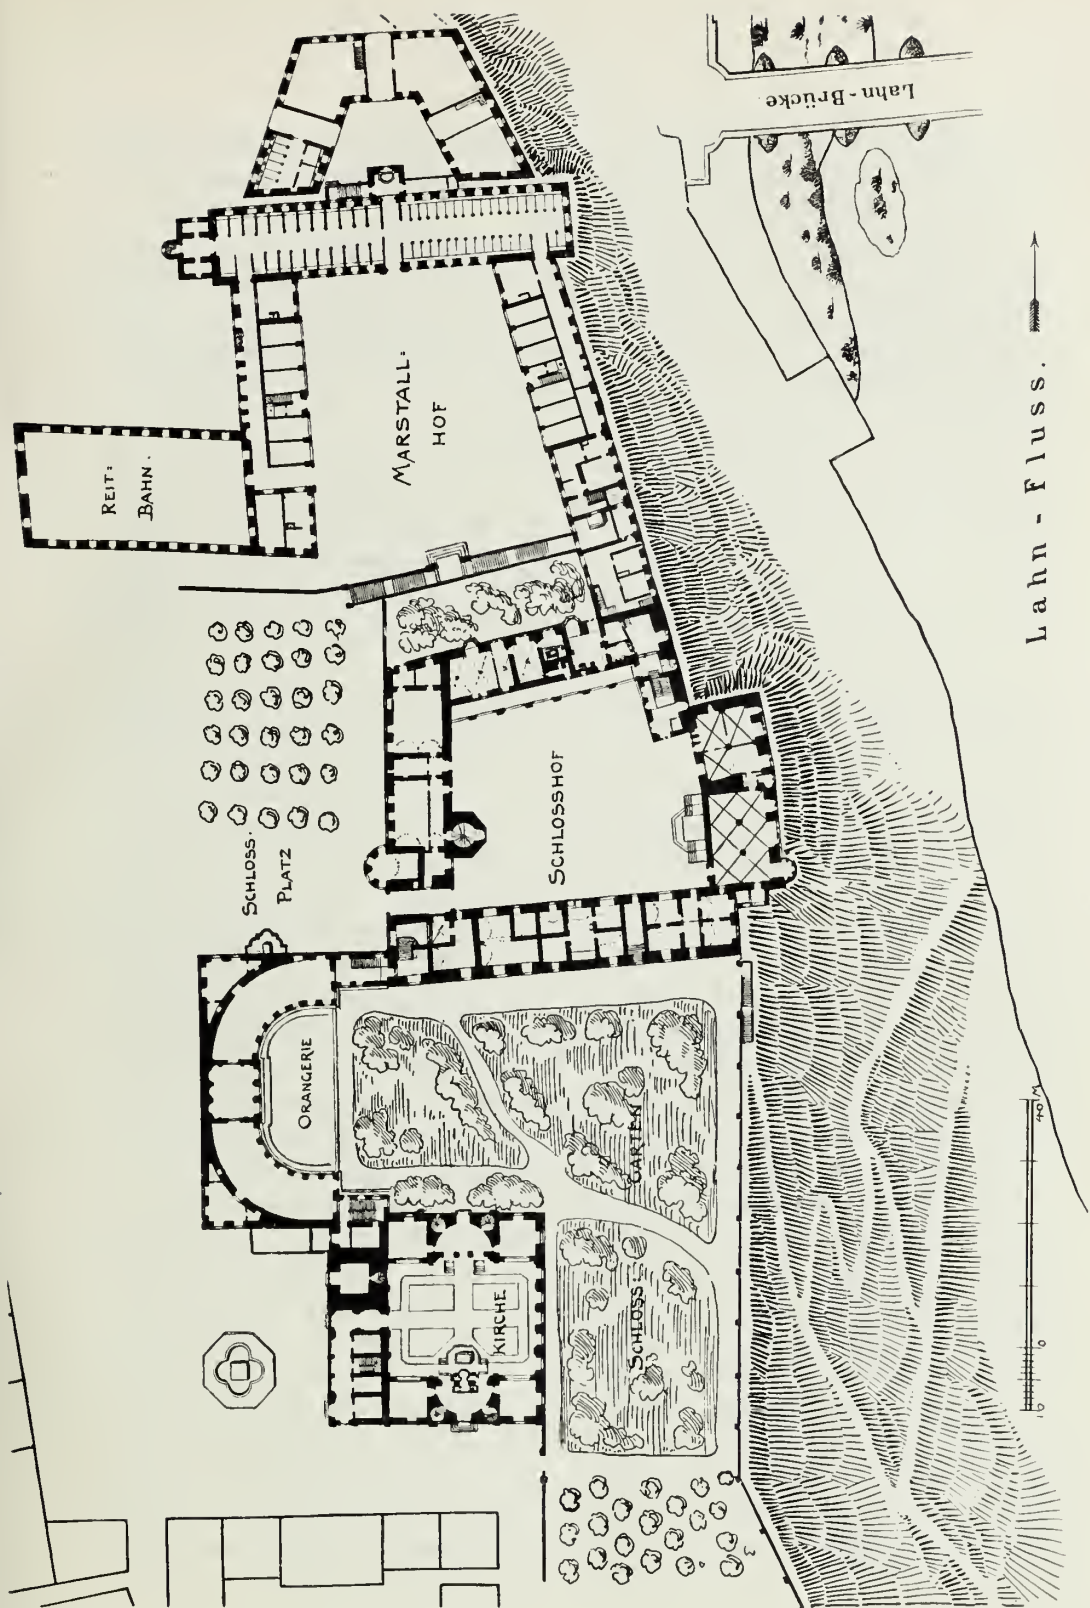 Lahn-Brücke.
REIT=
BAHN.
MARSTALL=
HOF
Lahn-Fluss.
SCHLOSS.
PLATZ
SCHLOSSHOF
ORANGERIE
KIRCHE
SCHLOSS-
GARTEN
10
0
40 M